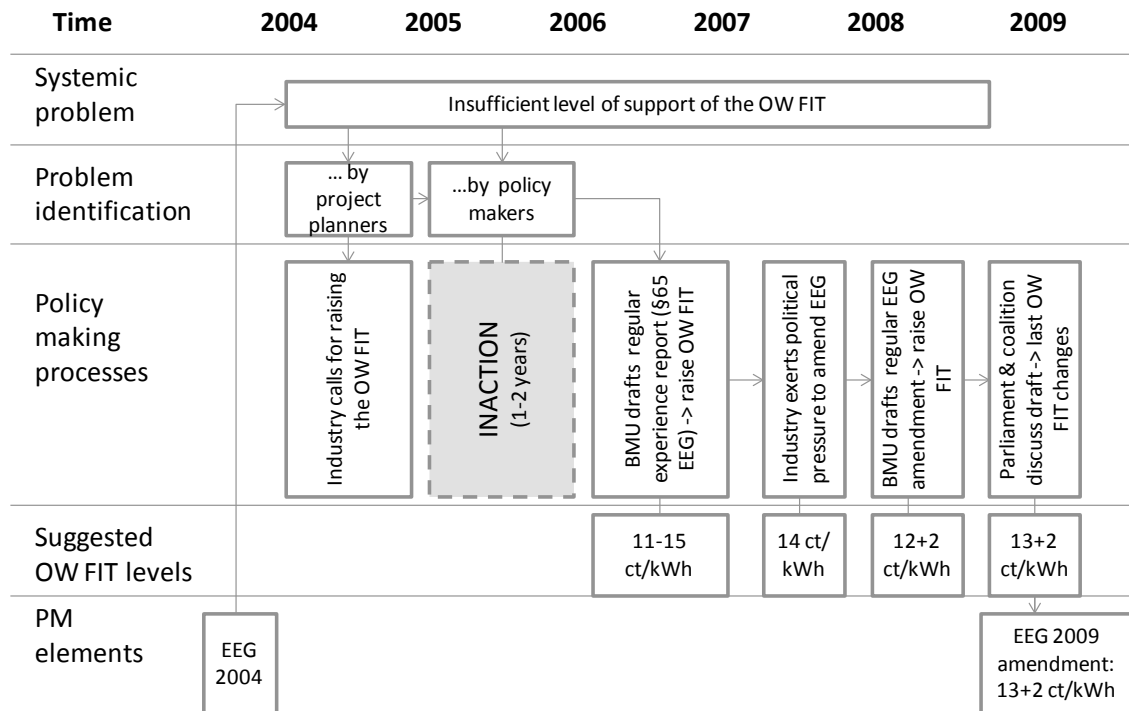 Time 2004 2005 2006 2007 2008 2009
Systemic
problem
Insufficient level of support of the OW FIT
Problem
identification
... by
project
planners
...by policy
makers
Policy
making
processes
Industry calls for raising
the OW FIT
INACTION
(1-2 years)
BMU drafts regular
experience report (§65
EEG) -> raise OW FIT
Industry exerts political
pressure to amend EEG
BMU drafts regular EEG
amendment -> raise OW
FIT
Parliament & coalition
discuss draft -> last OW
FIT changes
Suggested
OW FIT levels
11-15
ct/kWh
14 ct/
kWh
12+2
ct/kWh
13+2
ct/kWh
PM
elements
EEG
2004
EEG 2009
amendment:
13+2 ct/kWh